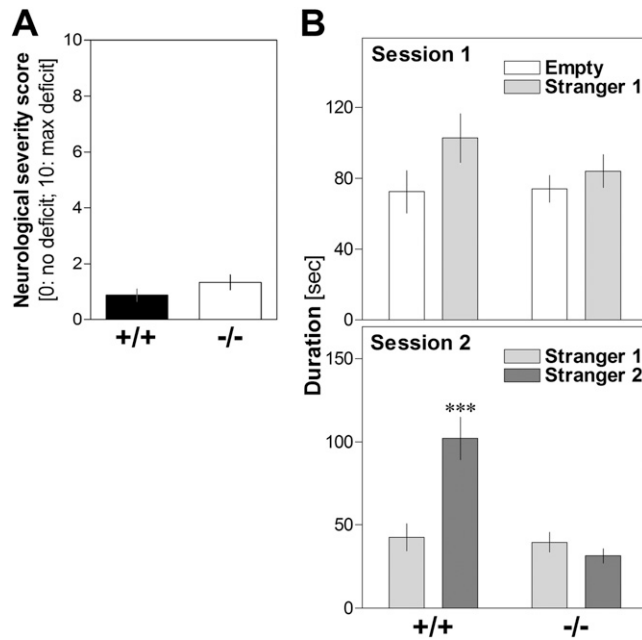 A
Neurological severity score
[0: no deficit; 10: max deficit]
10
8
6
4
2
0
+/+ -/-
B
Duration [sec]
Session 1
Empty
Stranger 1
120
80
40
0
Session 2
Stranger 1
Stranger 2
150
100
50
0
***
+/+ -/-